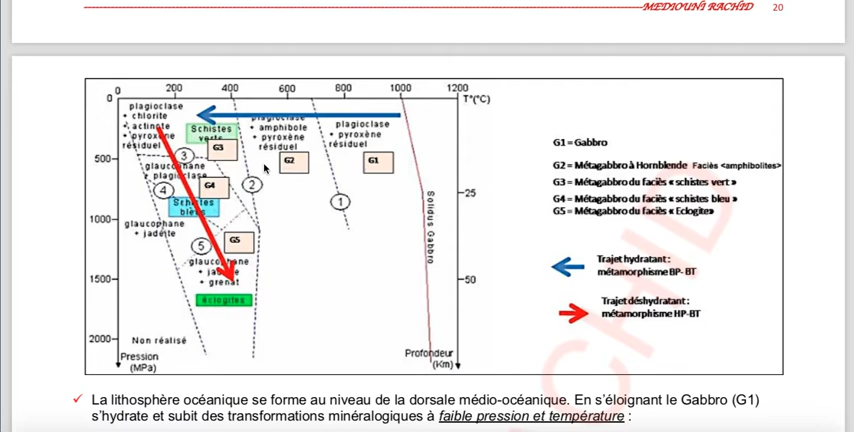 MEDIOUNI RACHID 20
0 200 400 600 800 1000 1200
T°(°C)
0
500
1000
1500
2000
plagioclase
+ chlorite
+ actinote
+ pyroxène
résiduel
Schistes
verts
G3
plagioclase
+ amphibole
+ pyroxène
résiduel
G2
plagioclase
+ pyroxène
résiduel
G1
3
glaucophane
+ plagioclase
4
G4
2
1
Schistes
bleus
glaucophane
+ jadéite
5
G5
glaucophane
+ jadéite
+ grenat
éclogites
Solidus Gabbro
25
50
Non réalisé
Pression
(MPa)
Profondeur
(Km)
G1 = Gabbro
G2 = Métagabbro à Hornblende Faciès <amphibolites>
G3 = Métagabbro du faciès « schistes vert »
G4 = Métagabbro du faciès « schistes bleu »
G5 = Métagabbro du faciès « Eclogite»
Trajet hydratant :
métamorphisme BP- BT
Trajet déshydratant :
métamorphisme HP-BT
✓ La lithosphère océanique se forme au niveau de la dorsale médio-océanique. En s'éloignant le Gabbro (G1)
s'hydrate et subit des transformations minéralogiques à faible pression et température :